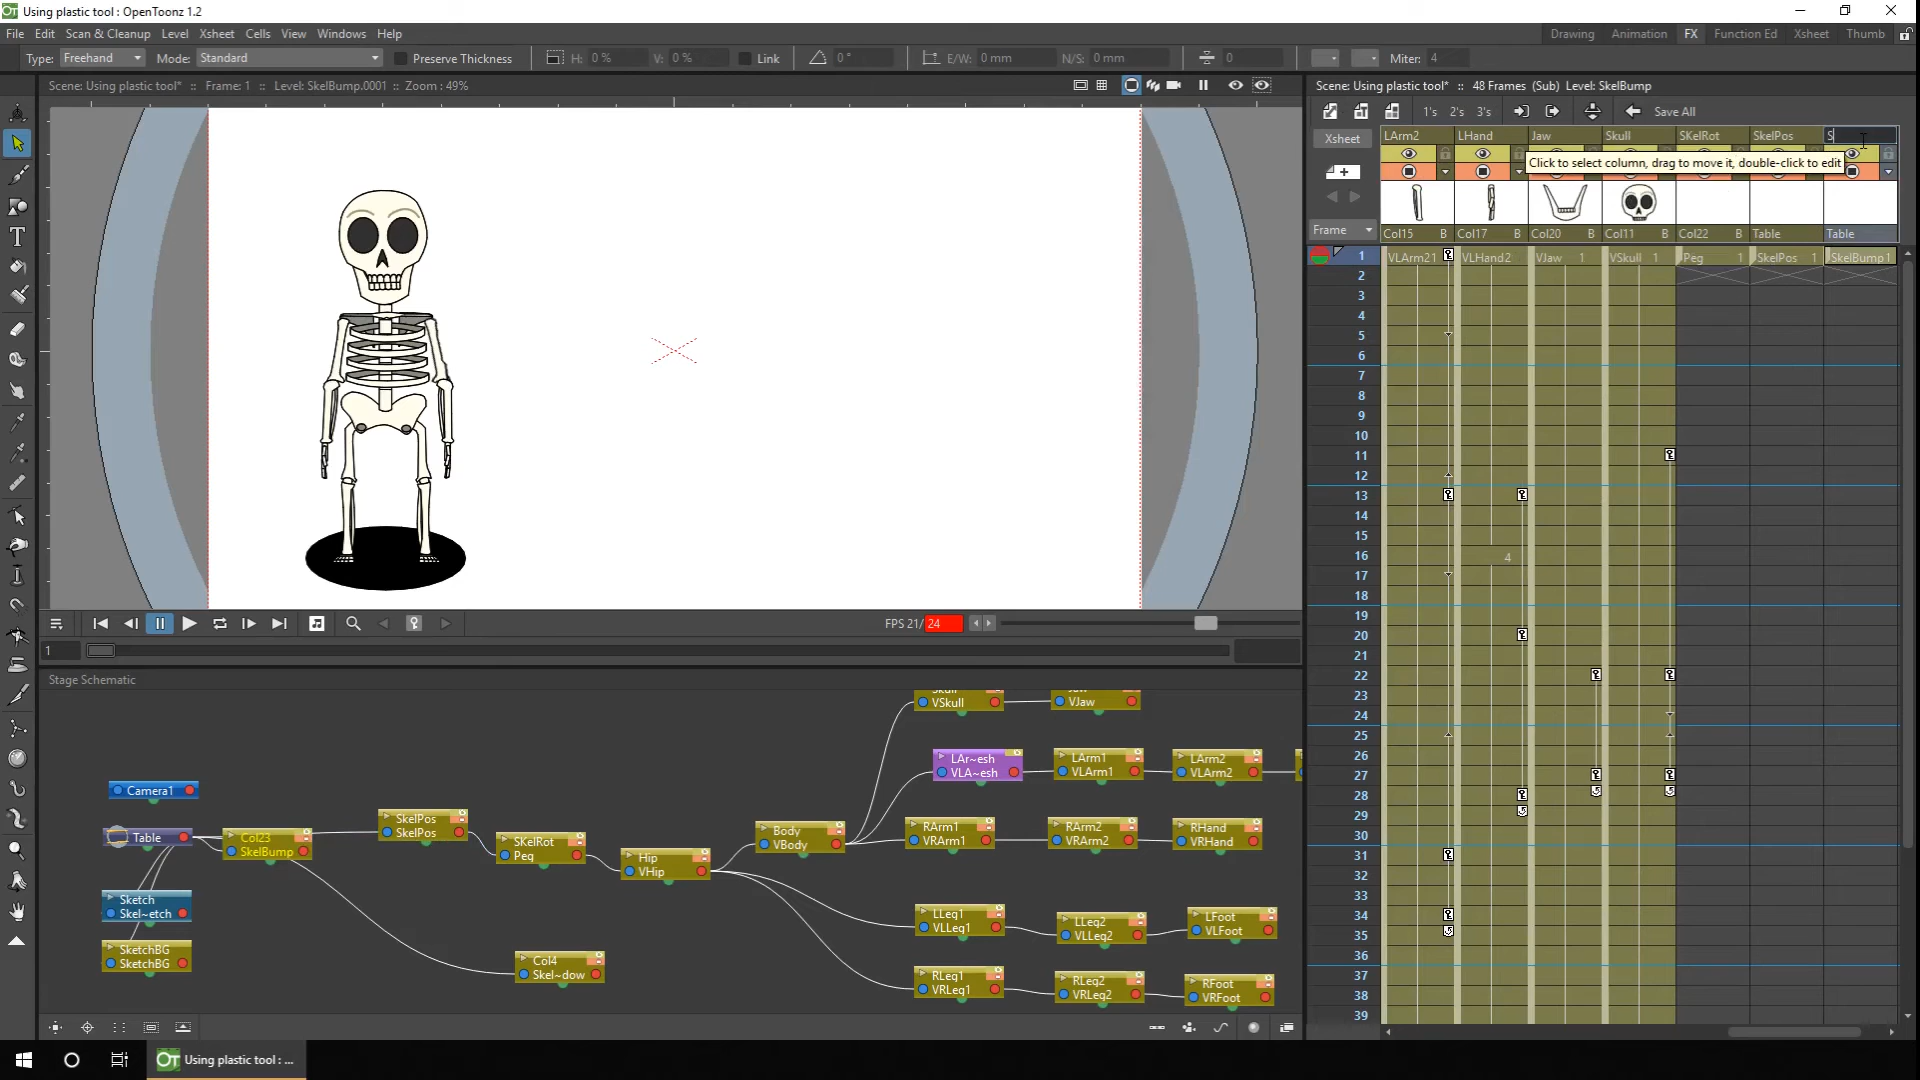 Using plastic tool : OpenToonz 1.2
File Edit Scan & Cleanup Level Xsheet Cells View Windows Help
Drawing Animation FX Function Ed Xsheet Thumb
Type: Freehand Mode: Standard Preserve Thickness H: 0 % V: 0 % Link 0 ° E/W: 0 mm N/S: 0 mm 0 Miter: 4
Scene: Using plastic tool* :: Frame: 1 :: Level: SkelBump.0001 :: Zoom : 49%
Scene: Using plastic tool* :: 48 Frames (Sub) Level: SkelBump
1's 2's 3's Save All
Xsheet LArm2 LHand Jaw Skull SKelRot SkelPos S
Click to select column, drag to move it, double-click to edit
Frame Col15 B Col17 B Col20 B Col11 B Col22 B Table Table
1 VLArm21 VLHand2 VJaw 1 VSkull 1 Peg 1 SkelPos 1 SkelBump1
2
3
4
5
6
7
8
9
10
11
12
13
14
15
16 4
17
18
19
20
21
22
23
24
25
26
27
28
29
30
31
32
33
34
35
36
37
38
39
FPS 21/24
1
Stage Schematic
Camera1
Table
Col23
SkelBump
Sketch
Skel~etch
SketchBG
SketchBG
SkelPos
SkelPos
SKelRot
Peg
Hip
VHip
Body
VBody
Col4
Skel~dow
Skull
VSkull
Jaw
VJaw
LAr~esh
VLA~esh
LArm1
VLArm1
LArm2
VLArm2
RArm1
VRArm1
RArm2
VRArm2
RHand
VRHand
LLeg1
VLLeg1
LLeg2
VLLeg2
LFoot
VLFoot
RLeg1
VRLeg1
RLeg2
VRLeg2
RFoot
VRFoot
Using plastic tool : ...